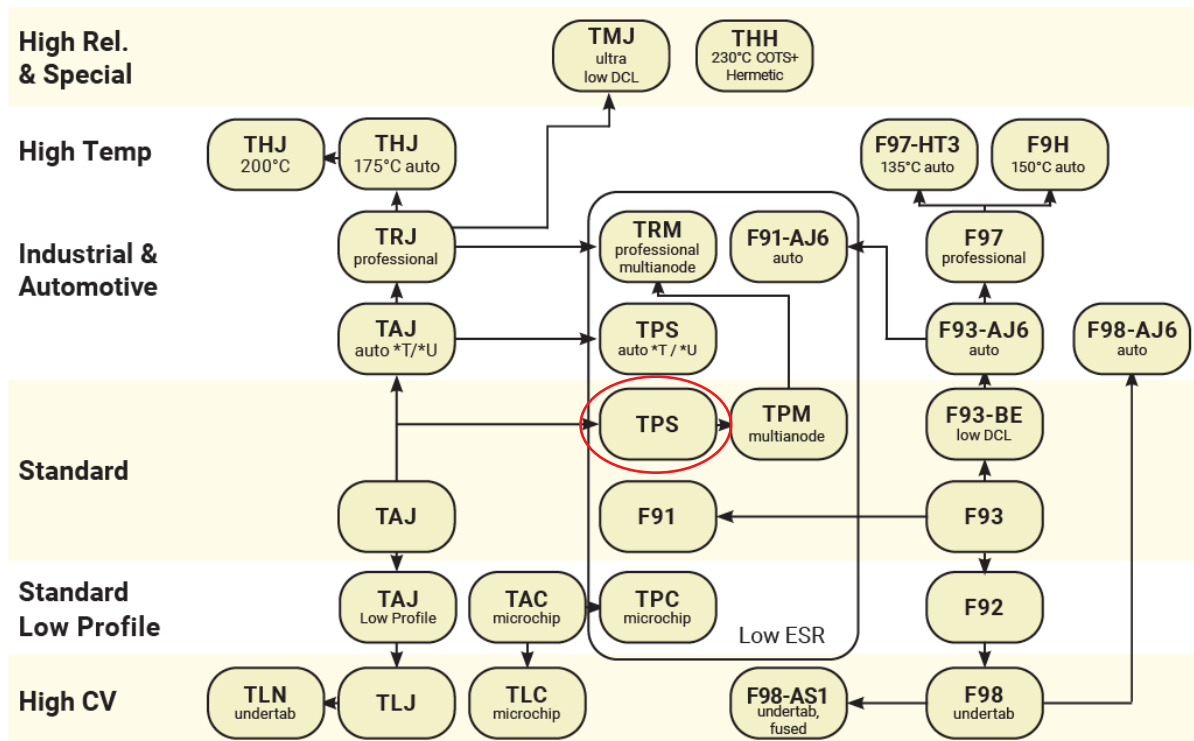 High Rel.
& Special
TMJ
ultra
low DCL
THH
230°C COTS+
Hermetic
High Temp
THJ
200°C
THJ
175°C auto
F97-HT3
135°C auto
F9H
150°C auto
Industrial &
Automotive
TRJ
professional
TRM
professional
multianode
F91-AJ6
auto
F97
professional
TAJ
auto *T/*U
TPS
auto *T / *U
F93-AJ6
auto
F98-AJ6
auto
Standard
TPS
TPM
multianode
F93-BE
low DCL
TAJ
F91
F93
Standard
Low Profile
TAJ
Low Profile
TAC
microchip
TPC
microchip
Low ESR
F92
High CV
TLN
undertab
TLJ
TLC
microchip
F98-AS1
undertab,
fused
F98
undertab